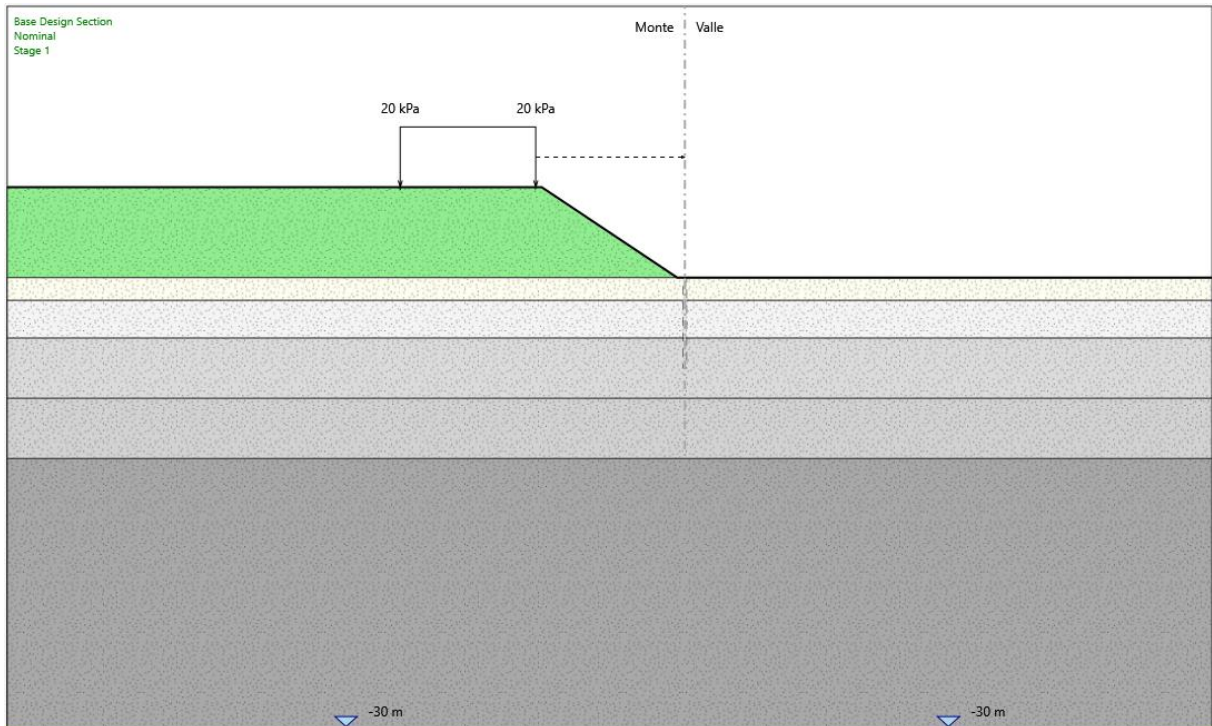 Base Design Section
Nominal
Stage 1
Monte
Valle
20 kPa
20 kPa
-30 m
-30 m